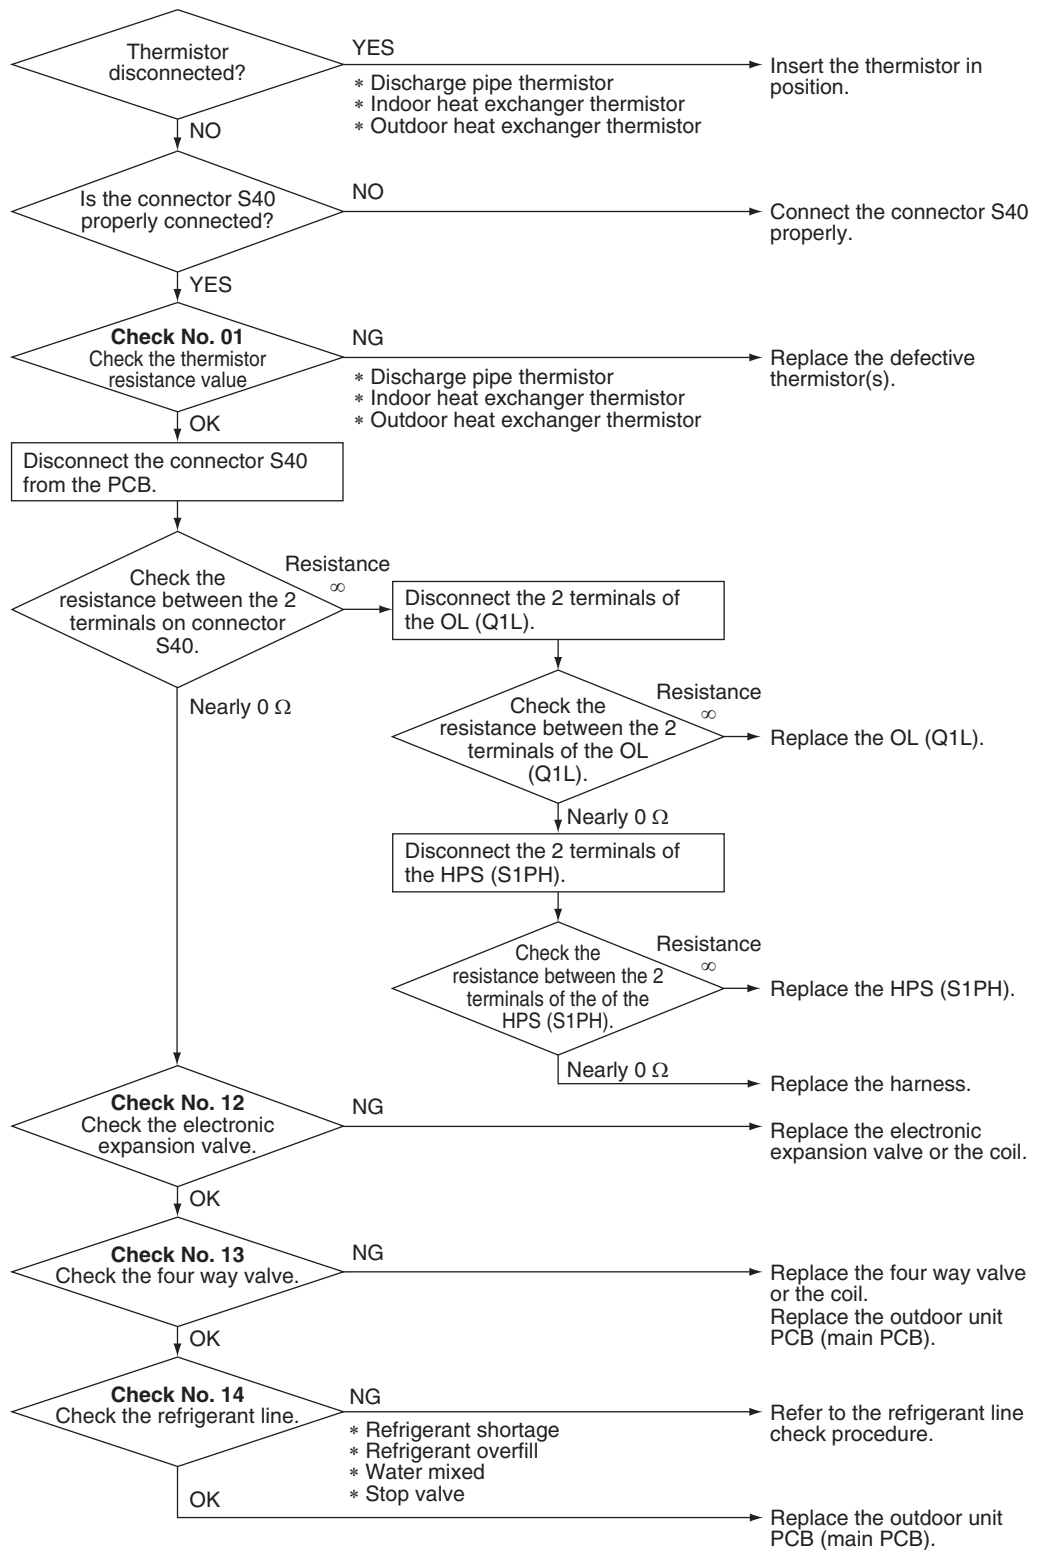 Thermistor
disconnected?
YES
* Discharge pipe thermistor
* Indoor heat exchanger thermistor
* Outdoor heat exchanger thermistor
Insert the thermistor in
position.
NO
Is the connector S40
properly connected?
NO
Connect the connector S40
properly.
YES
Check No. 01
Check the thermistor
resistance value
NG
* Discharge pipe thermistor
* Indoor heat exchanger thermistor
* Outdoor heat exchanger thermistor
Replace the defective
thermistor(s).
OK
Disconnect the connector S40
from the PCB.
Check the
resistance between the 2
terminals on connector
S40.
Resistance
∞
Disconnect the 2 terminals of
the OL (Q1L).
Nearly 0 Ω
Check the
resistance between the 2
terminals of the OL
(Q1L).
Resistance
∞
Replace the OL (Q1L).
Nearly 0 Ω
Disconnect the 2 terminals of
the HPS (S1PH).
Check the
resistance between the 2
terminals of the of the
HPS (S1PH).
Resistance
∞
Replace the HPS (S1PH).
Nearly 0 Ω
Replace the harness.
Check No. 12
Check the electronic
expansion valve.
NG
Replace the electronic
expansion valve or the coil.
OK
Check No. 13
Check the four way valve.
NG
Replace the four way valve
or the coil.
Replace the outdoor unit
PCB (main PCB).
OK
Check No. 14
Check the refrigerant line.
NG
* Refrigerant shortage
* Refrigerant overfill
* Water mixed
* Stop valve
Refer to the refrigerant line
check procedure.
OK
Replace the outdoor unit
PCB (main PCB).